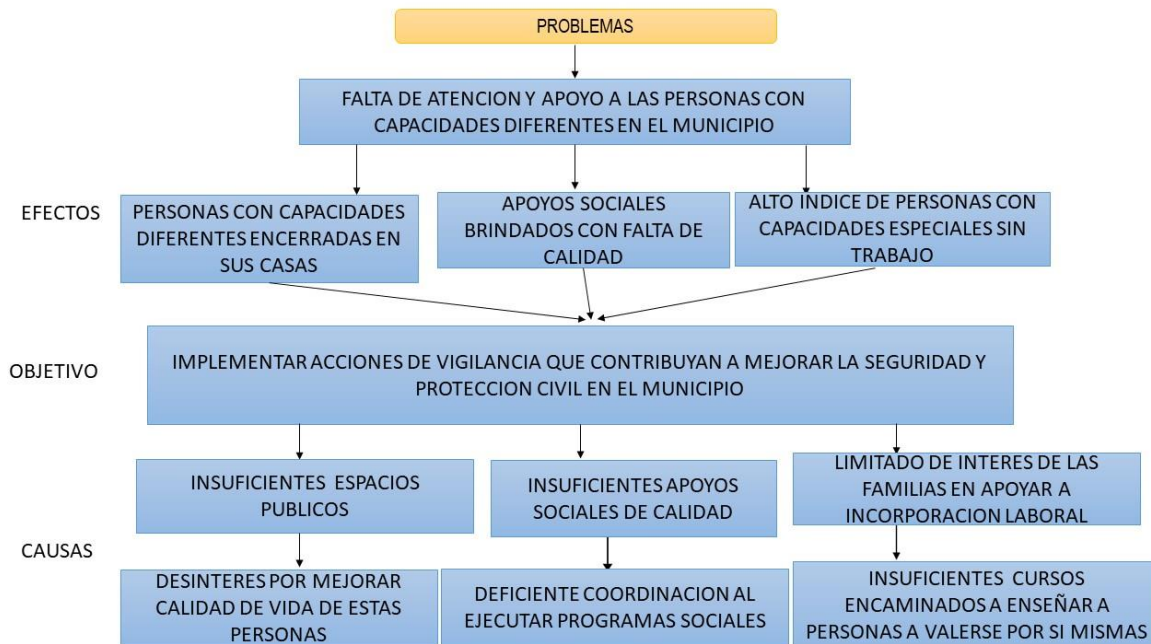 PROBLEMAS
FALTA DE ATENCION Y APOYO A LAS PERSONAS CON
CAPACIDADES DIFERENTES EN EL MUNICIPIO
EFECTOS
PERSONAS CON CAPACIDADES
DIFERENTES ENCERRADAS EN
SUS CASAS
APOYOS SOCIALES
BRINDADOS CON FALTA DE
CALIDAD
ALTO INDICE DE PERSONAS CON
CAPACIDADES ESPECIALES SIN
TRABAJO
OBJETIVO
IMPLEMENTAR ACCIONES DE VIGILANCIA QUE CONTRIBUYAN A MEJORAR LA SEGURIDAD Y
PROTECCION CIVIL EN EL MUNICIPIO
INSUFICIENTES ESPACIOS
PUBLICOS
INSUFICIENTES APOYOS
SOCIALES DE CALIDAD
LIMITADO DE INTERES DE LAS
FAMILIAS EN APOYAR A
INCORPORACION LABORAL
CAUSAS
DESINTERES POR MEJORAR
CALIDAD DE VIDA DE ESTAS
PERSONAS
DEFICIENTE COORDINACION AL
EJECUTAR PROGRAMAS SOCIALES
INSUFICIENTES CURSOS
ENCAMINADOS A ENSEÑAR A
PERSONAS A VALERSE POR SI MISMAS